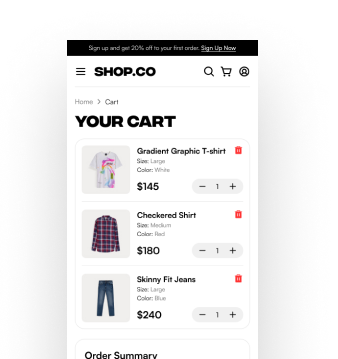 Sign up and get 20% off to your first order. Sign Up Now
SHOP.CO
Home > Cart
YOUR CART
Gradient Graphic T-shirt
Size: Large
Color: White
$145
− 1 +
Checkered Shirt
Size: Medium
Color: Red
$180
− 1 +
Skinny Fit Jeans
Size: Large
Color: Blue
$240
− 1 +
Order Summary